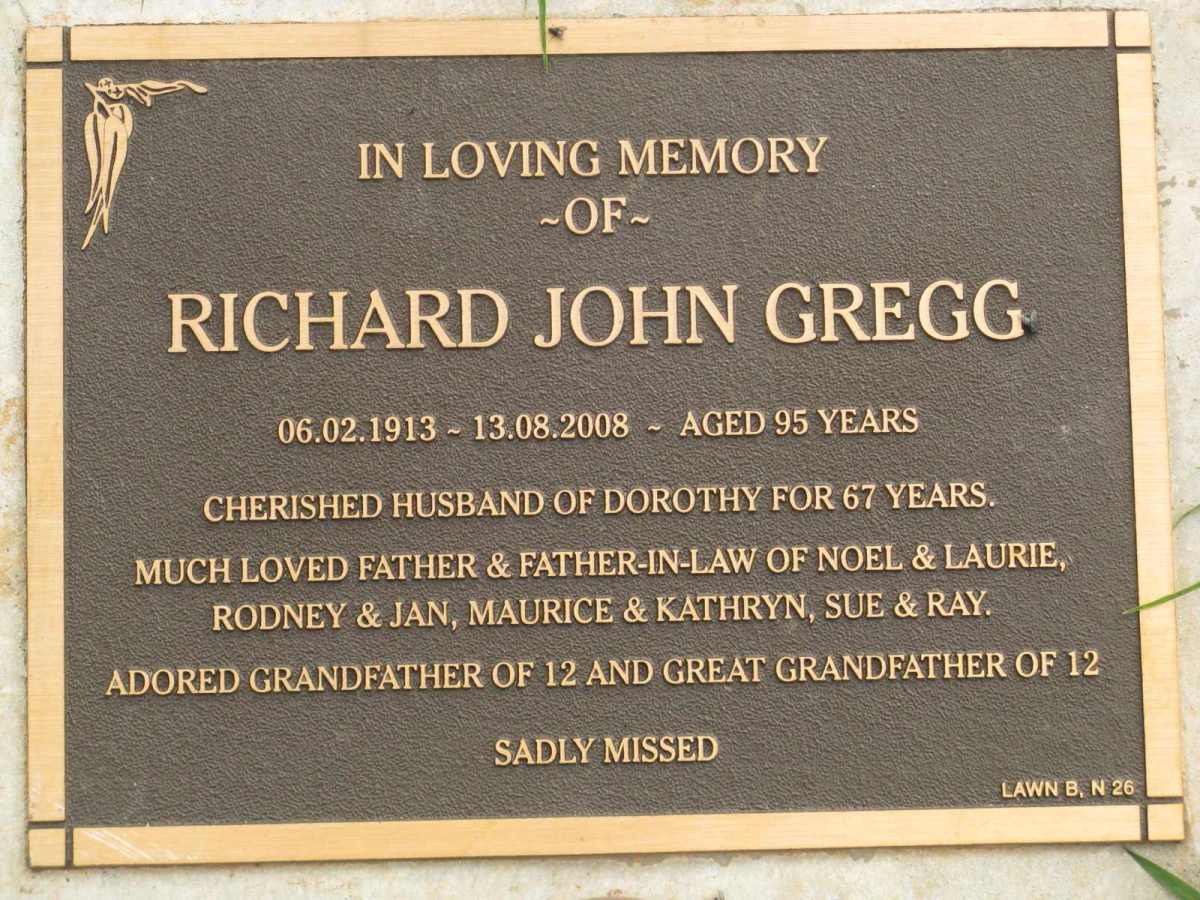 IN LOVING MEMORY
~OF~
RICHARD JOHN GREGG
06.02.1913 ~ 13.08.2008 ~ AGED 95 YEARS
CHERISHED HUSBAND OF DOROTHY FOR 67 YEARS.
MUCH LOVED FATHER & FATHER-IN-LAW OF NOEL & LAURIE,
RODNEY & JAN, MAURICE & KATHRYN, SUE & RAY.
ADORED GRANDFATHER OF 12 AND GREAT GRANDFATHER OF 12
SADLY MISSED
LAWN B, N 26